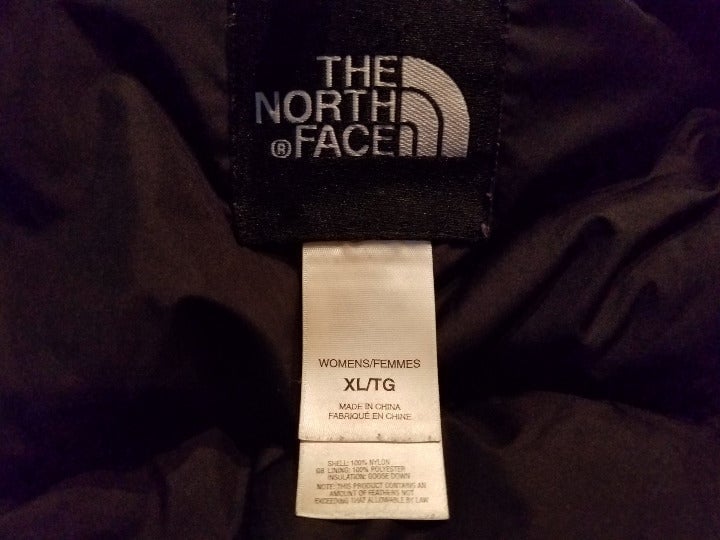 THE
NORTH
® FACE
WOMENS/FEMMES
XL/TG
MADE IN CHINA
FABRIQUÉ EN CHINE
SHELL: 100% NYLON
GB LINING: 100% POLYESTER
INSULATION: GOOSE DOWN
NOTE: THIS PRODUCT CONTAINS AN
AMOUNT OF FEATHERS NOT
EXCEEDING THAT ALLOWABLE BY LAW